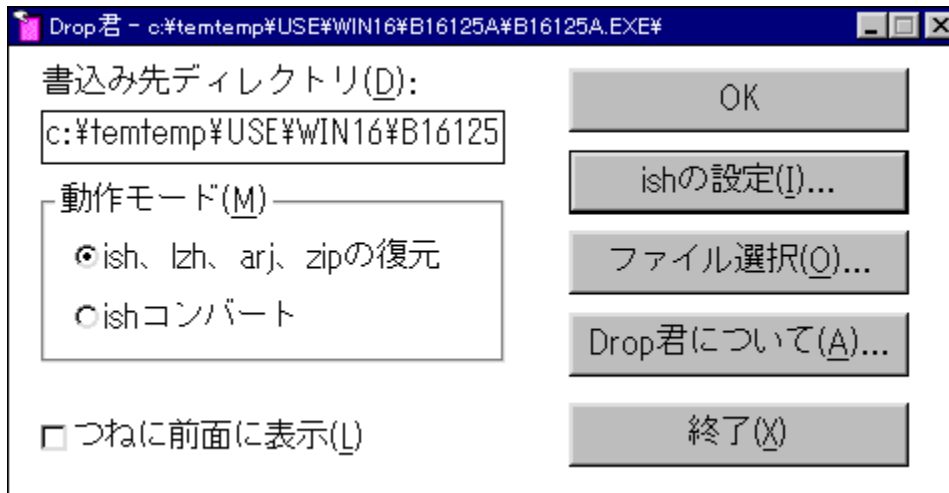 Drop君 - c:¥temtemp¥USE¥WIN16¥B16125A¥B16125A.EXE¥
書込み先ディレクトリ(D):
c:¥temtemp¥USE¥WIN16¥B16125
動作モード(M)
ish、lzh、arj、zipの復元
ishコンバート
つねに前面に表示(L)
OK
ishの設定(I)...
ファイル選択(O)...
Drop君について(A)...
終了(X)